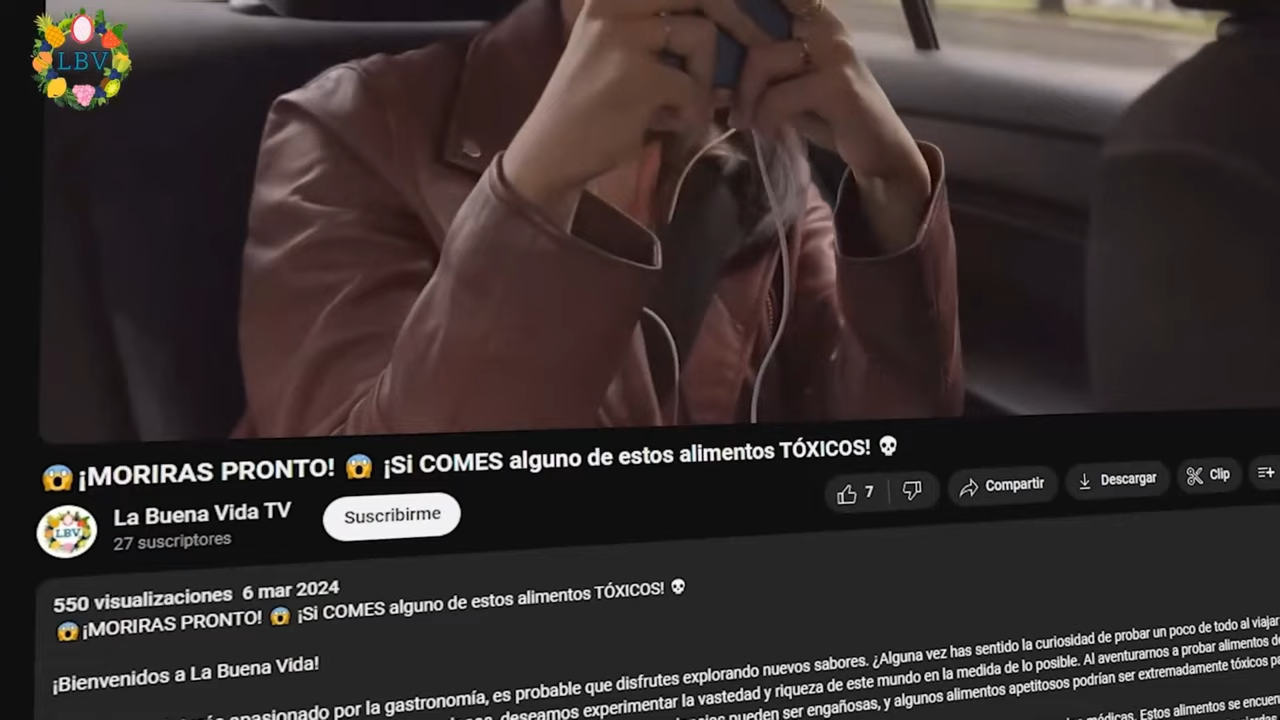 LBV
😱¡MORIRAS PRONTO! 😱 ¡Si COMES alguno de estos alimentos TÓXICOS! 💀
LBV
La Buena Vida TV
27 suscriptores
Suscribirme
7
Compartir
Descargar
Clip
550 visualizaciones 6 mar 2024
😱¡MORIRAS PRONTO! 😱 ¡Si COMES alguno de estos alimentos TÓXICOS! 💀
¡Bienvenidos a La Buena Vida!
apasionado por la gastronomía, es probable que disfrutes explorando nuevos sabores. ¿Alguna vez has sentido la curiosidad de probar un poco de todo al viajar
deseamos experimentar la vastedad y riqueza de este mundo en la medida de lo posible. Al aventurarnos a probar alimentos
pueden ser engañosas, y algunos alimentos apetitosos podrían ser extremadamente tóxicos
médicas. Estos alimentos se